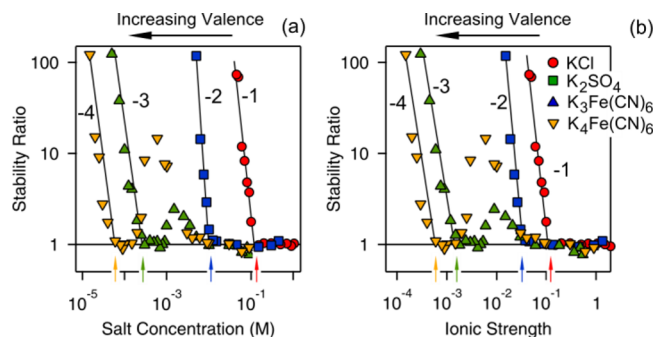 Increasing Valence (a)
Increasing Valence (b)
Stability Ratio
100
10
1
-4
-3
-2
-1
10-5
10-3
10-1
Salt Concentration (M)
Stability Ratio
100
10
1
-4
-3
-2
-1
KCl
K2SO4
K3Fe(CN)6
K4Fe(CN)6
10-4
10-3
10-2
10-1
1
Ionic Strength